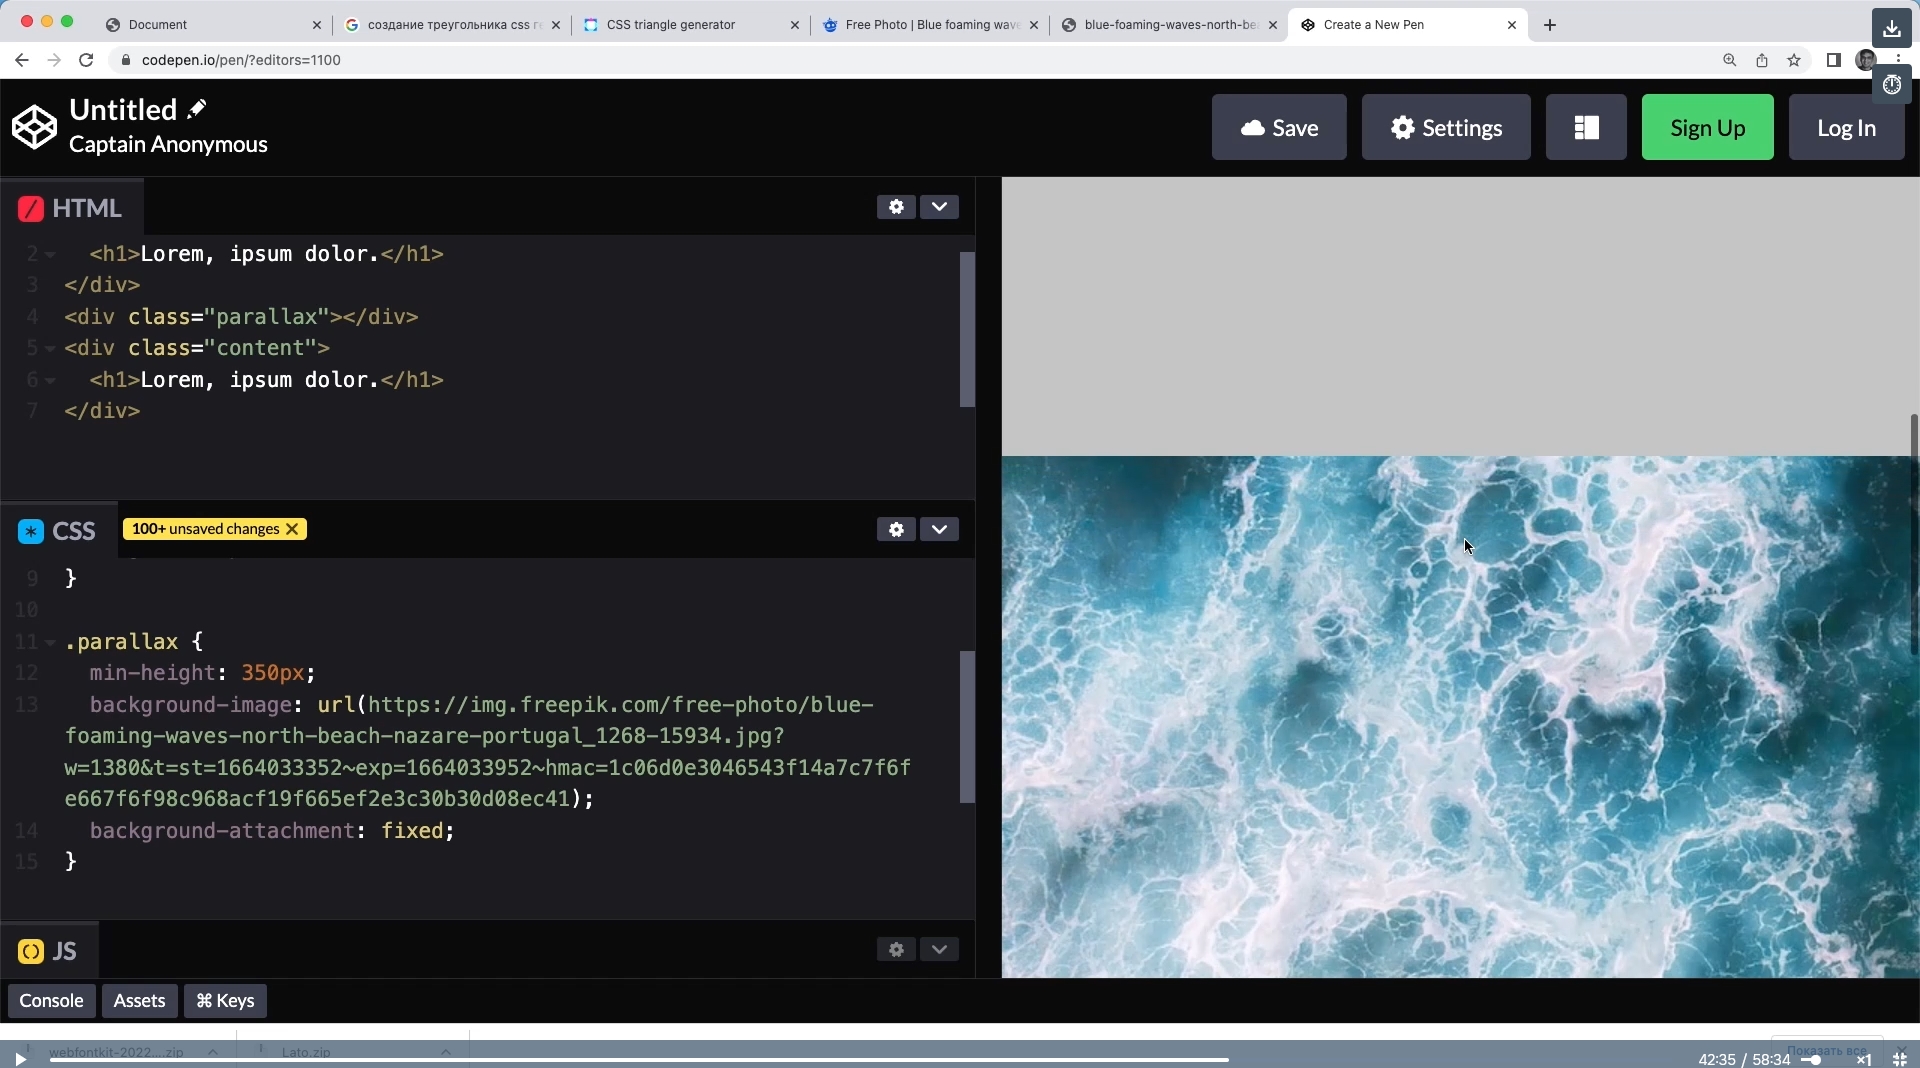 Document
создание треугольника css г
CSS triangle generator
Free Photo | Blue foaming wave
blue-foaming-waves-north-be
Create a New Pen
codepen.io/pen/?editors=1100
Untitled
Captain Anonymous
Save
Settings
Sign Up
Log In
HTML
2 <h1>Lorem, ipsum dolor.</h1>
3 </div>
4 <div class="parallax"></div>
5 <div class="content">
6 <h1>Lorem, ipsum dolor.</h1>
7 </div>
CSS
100+ unsaved changes
9 }
10
11 .parallax {
12 min-height: 350px;
13 background-image: url(https://img.freepik.com/free-photo/blue-
foaming-waves-north-beach-nazare-portugal_1268-15934.jpg?
w=1380&t=st=1664033352~exp=1664033952~hmac=1c06d0e3046543f14a7c7f6f
e667f6f98c968acf19f665ef2e3c30b30d08ec41);
14 background-attachment: fixed;
15 }
JS
Console
Assets
⌘ Keys
webfontkit-2022....zip
Lato.zip
Показать все
42:35 / 58:34
×1